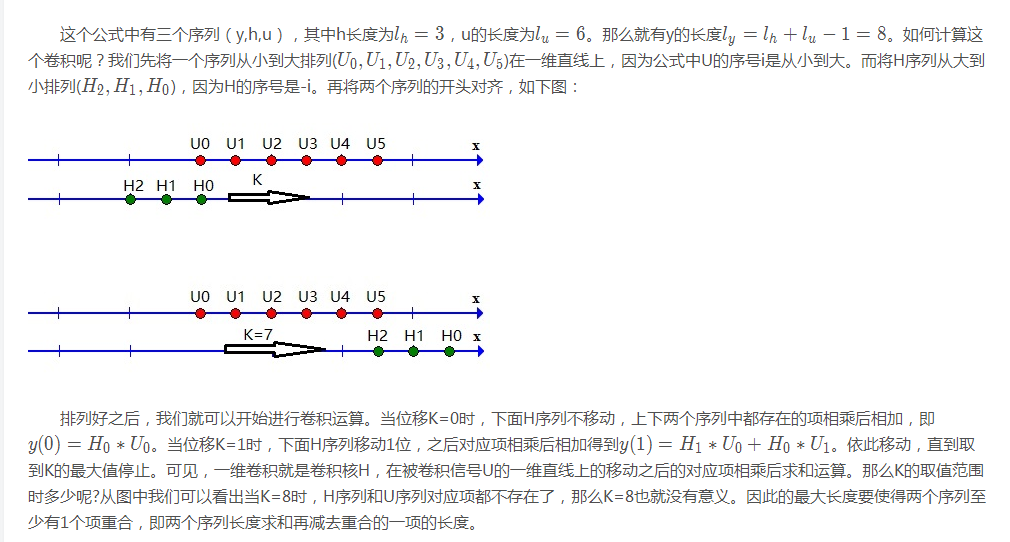 这个公式中有三个序列（y,h,u），其中h长度为l_h = 3，u的长度为l_u = 6。那么就有y的长度l_y = l_h + l_u − 1 = 8。如何计算这
个卷积呢？我们先将一个序列从小到大排列(U_0, U_1, U_2, U_3, U_4, U_5)在一维直线上，因为公式中U的序号i是从小到大。而将H序列从大到
小排列(H_2, H_1, H_0)，因为H的序号是-i。再将两个序列的开头对齐，如下图：
U0 U1 U2 U3 U4 U5 x
H2 H1 H0 K x
U0 U1 U2 U3 U4 U5 x
K=7 H2 H1 H0 x
排列好之后，我们就可以开始进行卷积运算。当位移K=0时，下面H序列不移动，上下两个序列中都存在的项相乘后相加，即
y(0) = H_0 * U_0。当位移K=1时，下面H序列移动1位，之后对应项相乘后相加得到y(1) = H_1 * U_0 + H_0 * U_1。依此移动，直到取
到K的最大值停止。可见，一维卷积就是卷积核H，在被卷积信号U的一维直线上的移动之后的对应项相乘后求和运算。那么K的取值范围
时多少呢?从图中我们可以看出当K=8时，H序列和U序列对应项都不存在了，那么K=8也就没有意义。因此的最大长度要使得两个序列至
少有1个项重合，即两个序列长度求和再减去重合的一项的长度。